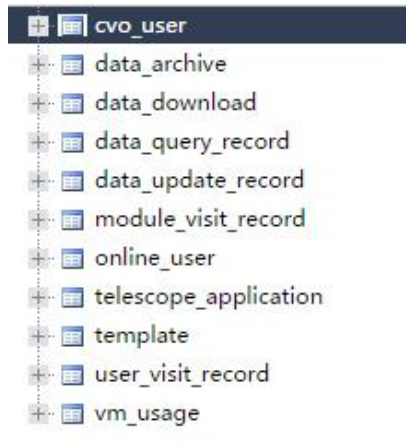 cvo_user
data_archive
data_download
data_query_record
data_update_record
module_visit_record
online_user
telescope_application
template
user_visit_record
vm_usage